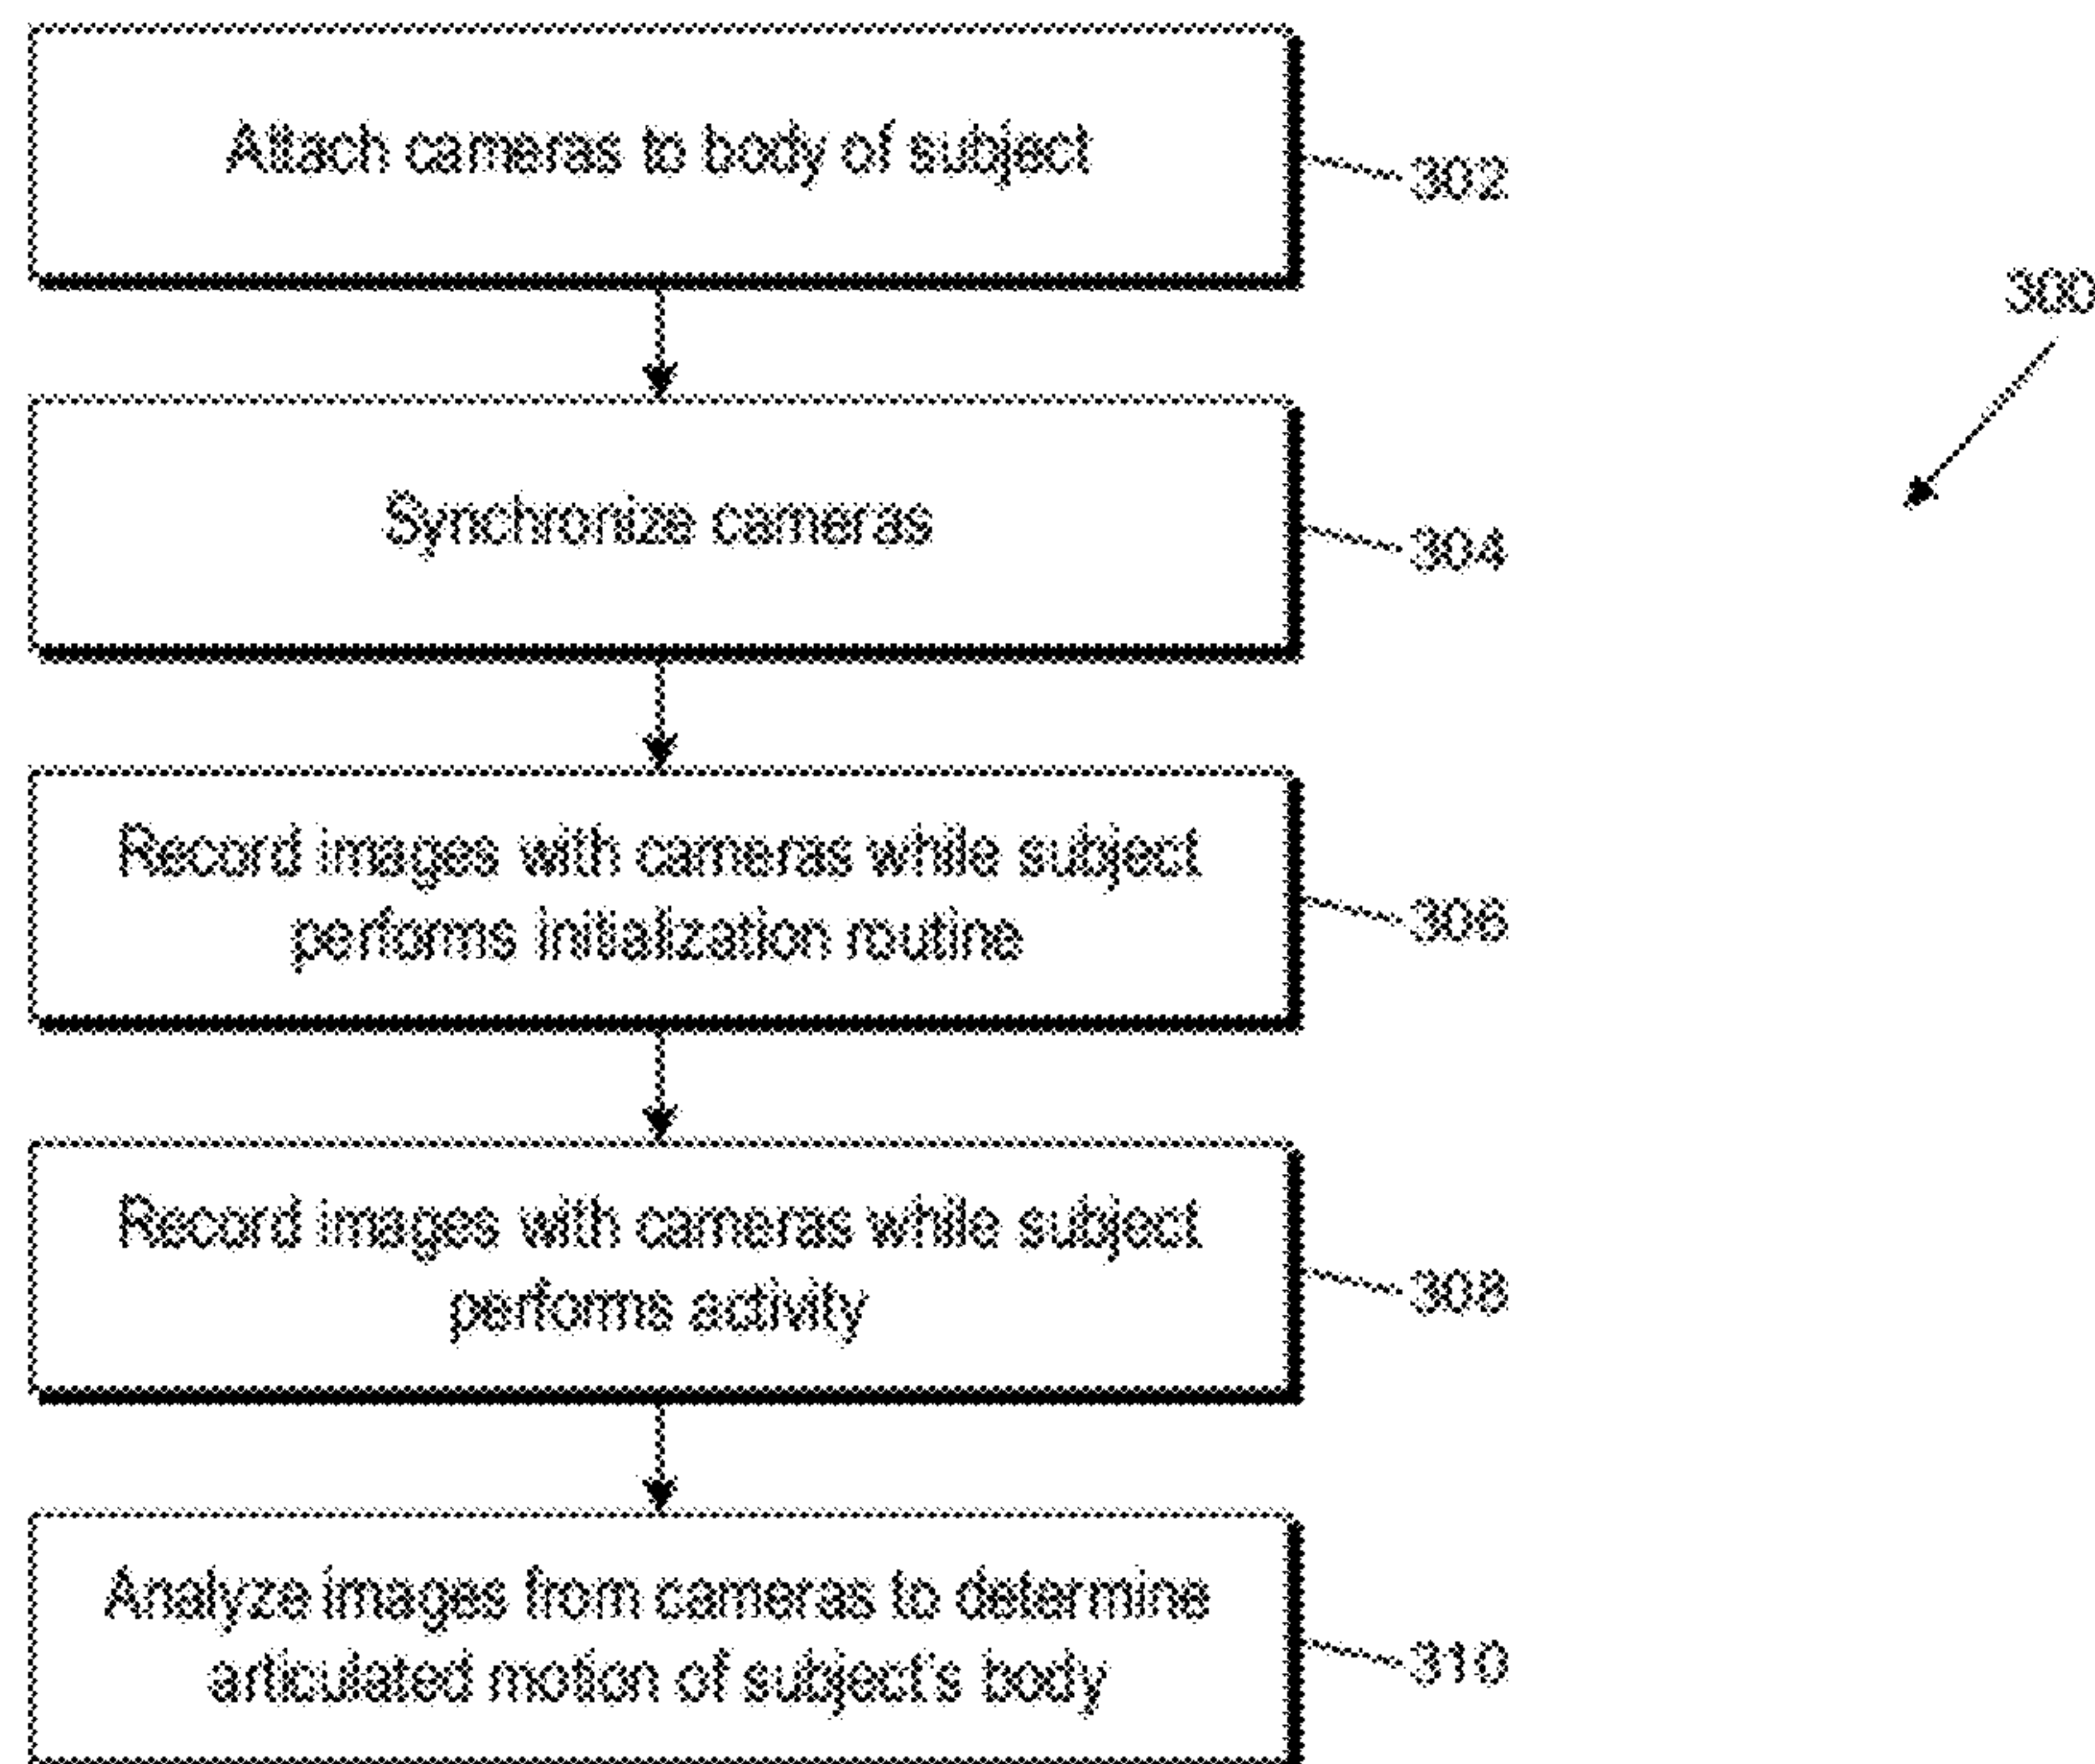 Attach cameras to body of subject
302
300
Synchronize cameras
304
Record images with cameras while subject
performs initialization routine
306
Record images with cameras while subject
performs activity
308
Analyze images from cameras to determine
articulated motion of subject's body
310